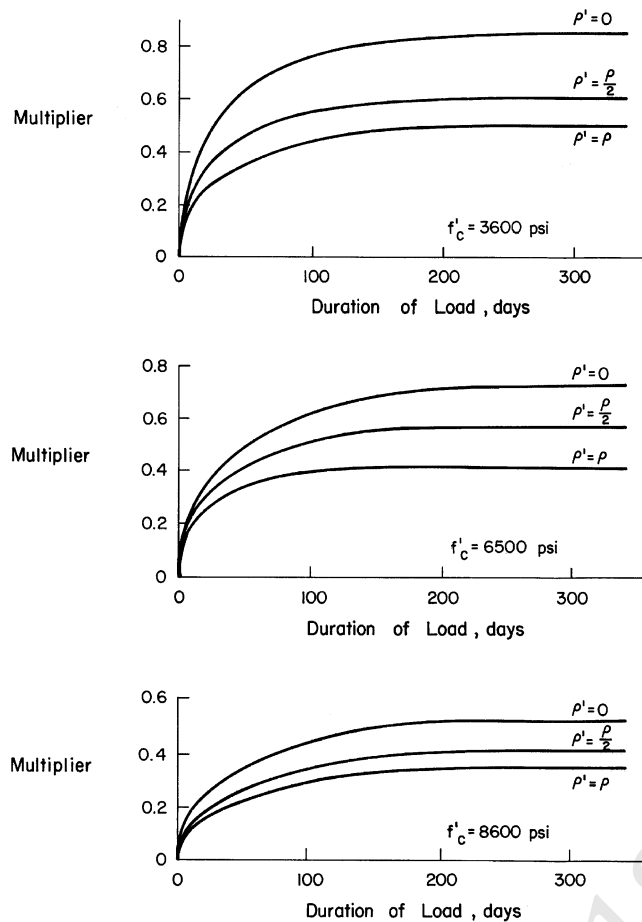 0.8
0.6
Multiplier
0.4
0.2
0
ρ' = 0
ρ' = ρ/2
ρ' = ρ
f'c = 3600 psi
0 100 200 300
Duration of Load , days
0.8
0.6
Multiplier
0.4
0.2
0
ρ' = 0
ρ' = ρ/2
ρ' = ρ
f'c = 6500 psi
0 100 200 300
Duration of Load , days
0.6
0.4
Multiplier
0.2
0
ρ' = 0
ρ' = ρ/2
ρ' = ρ
f'c = 8600 psi
0 100 200 300
Duration of Load , days